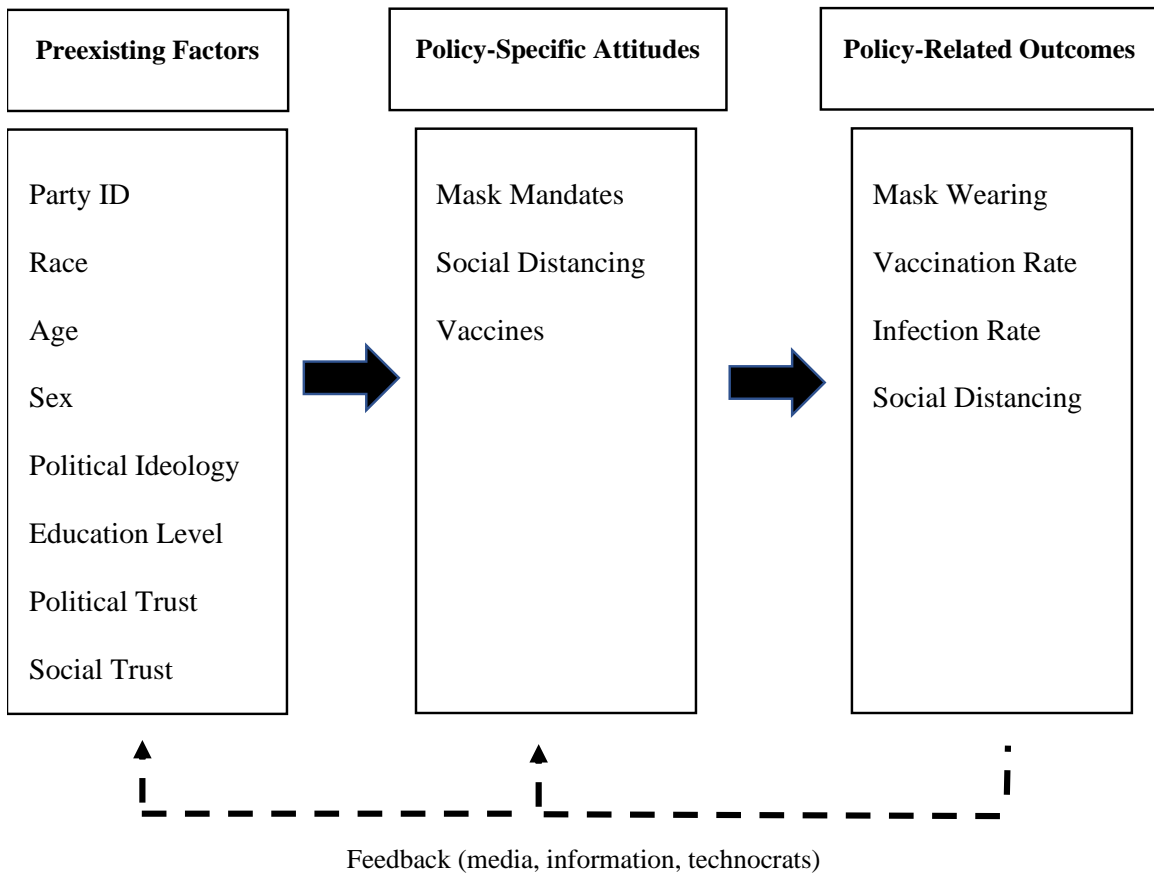 Preexisting Factors
Policy-Specific Attitudes
Policy-Related Outcomes
Party ID
Race
Age
Sex
Political Ideology
Education Level
Political Trust
Social Trust
Mask Mandates
Social Distancing
Vaccines
Mask Wearing
Vaccination Rate
Infection Rate
Social Distancing
Feedback (media, information, technocrats)